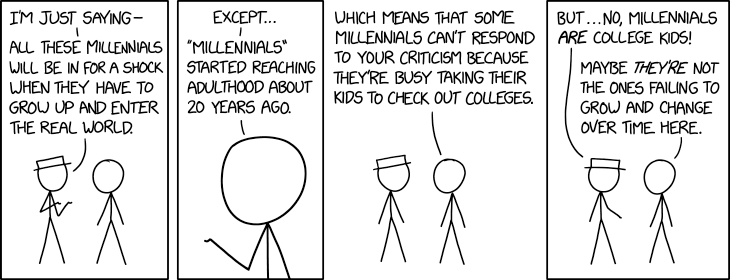 I'M JUST SAYING—
ALL THESE MILLENNIALS
WILL BE IN FOR A SHOCK
WHEN THEY HAVE TO
GROW UP AND ENTER
THE REAL WORLD.
EXCEPT...
"MILLENNIALS"
STARTED REACHING
ADULTHOOD ABOUT
20 YEARS AGO.
WHICH MEANS THAT SOME
MILLENNIALS CAN'T RESPOND
TO YOUR CRITICISM BECAUSE
THEY'RE BUSY TAKING THEIR
KIDS TO CHECK OUT COLLEGES.
BUT...NO, MILLENNIALS
ARE COLLEGE KIDS!
MAYBE THEY'RE NOT
THE ONES FAILING TO
GROW AND CHANGE
OVER TIME HERE.